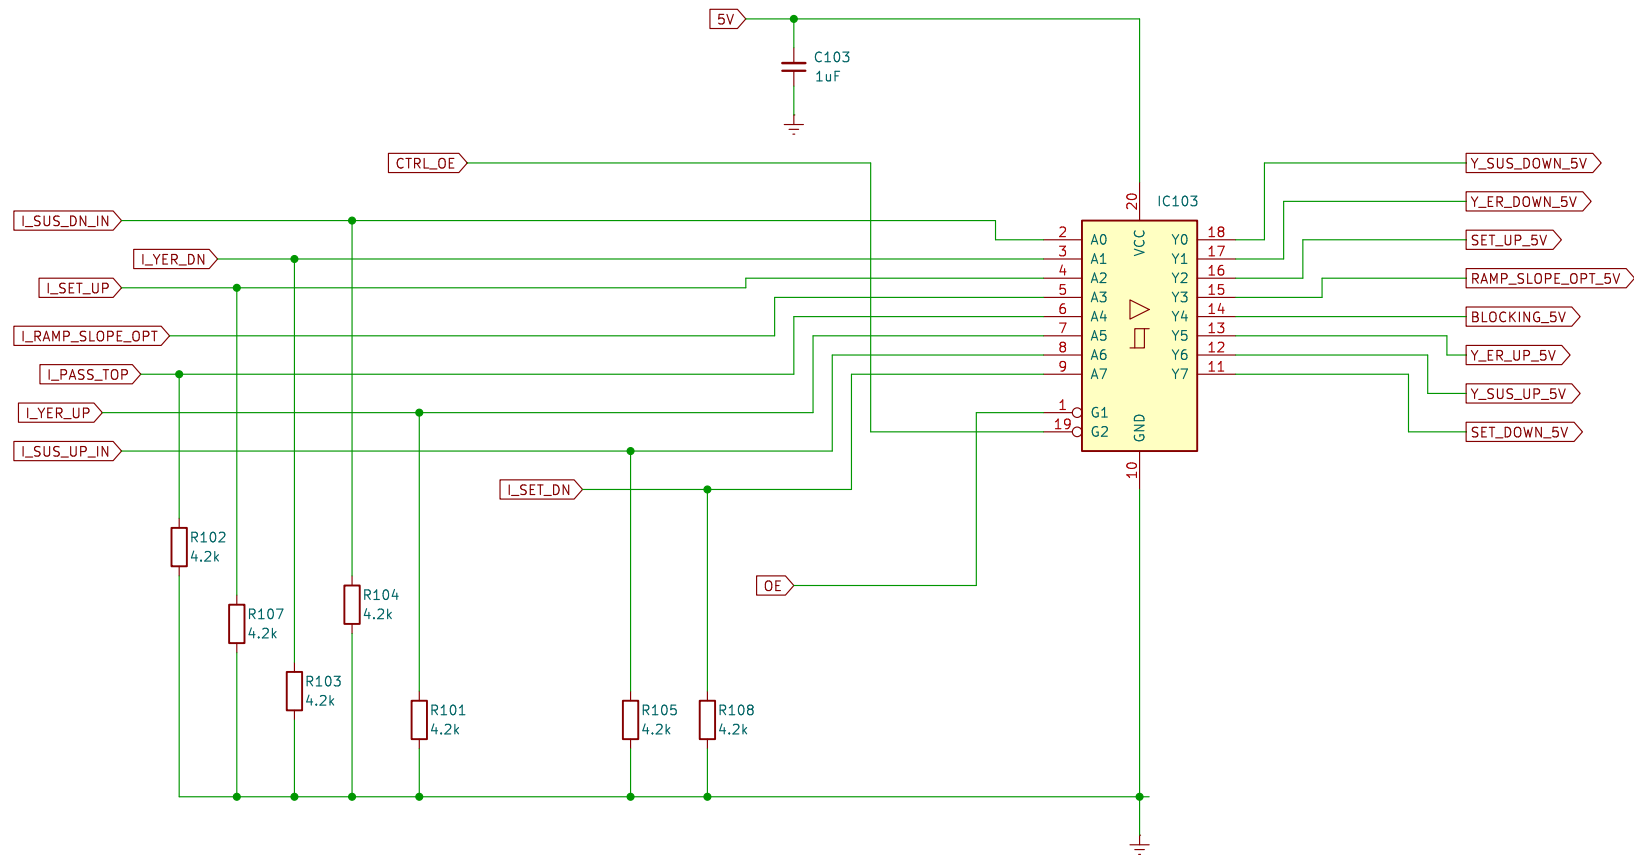 5V
C103
1uF
CTRL_OE
Y_SUS_DOWN_5V
20
IC103
Y_ER_DOWN_5V
I_SUS_DN_IN
VCC
2 A0 Y0 18
SET_UP_5V
I_YER_DN
3 A1 Y1 17
4 A2 Y2 16
RAMP_SLOPE_OPT_5V
I_SET_UP
5 A3 Y3 15
6 A4 Y4 14
BLOCKING_5V
I_RAMP_SLOPE_OPT
7 A5 Y5 13
8 A6 Y6 12
Y_ER_UP_5V
I_PASS_TOP
9 A7 Y7 11
Y_SUS_UP_5V
I_YER_UP
1 G1
19 G2
GND
SET_DOWN_5V
I_SUS_UP_IN
10
I_SET_DN
R102
4.2k
OE
R104
4.2k
R107
4.2k
R103
4.2k
R101
4.2k
R105
4.2k
R108
4.2k